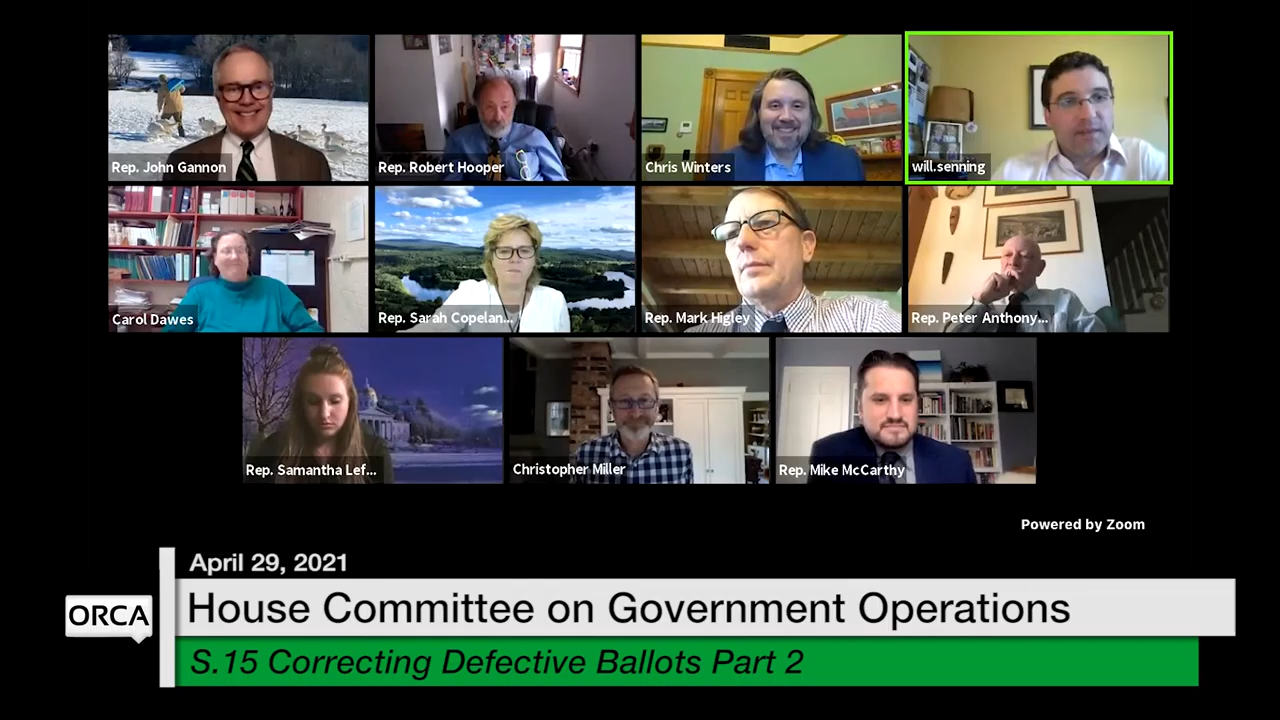 Rep. John Gannon
Rep. Robert Hooper
Chris Winters
will.senning
Carol Dawes
Rep. Sarah Copelan...
Rep. Mark Higley
Rep. Peter Anthony...
Rep. Samantha Lef...
Christopher Miller
Rep. Mike McCarthy
Powered by Zoom
April 29, 2021
ORCA
House Committee on Government Operations
S.15 Correcting Defective Ballots Part 2